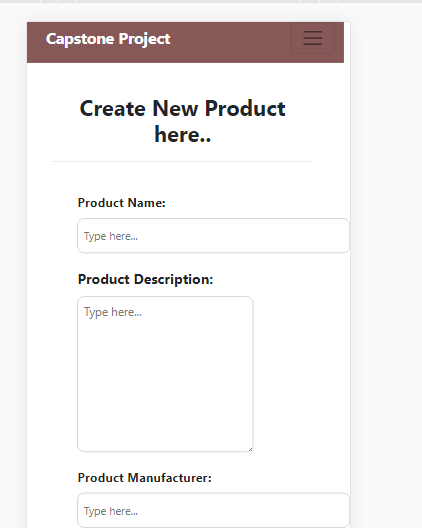 Capstone Project
Create New Product
here..
Product Name:
Type here...
Product Description:
Type here...
Product Manufacturer:
Type here...